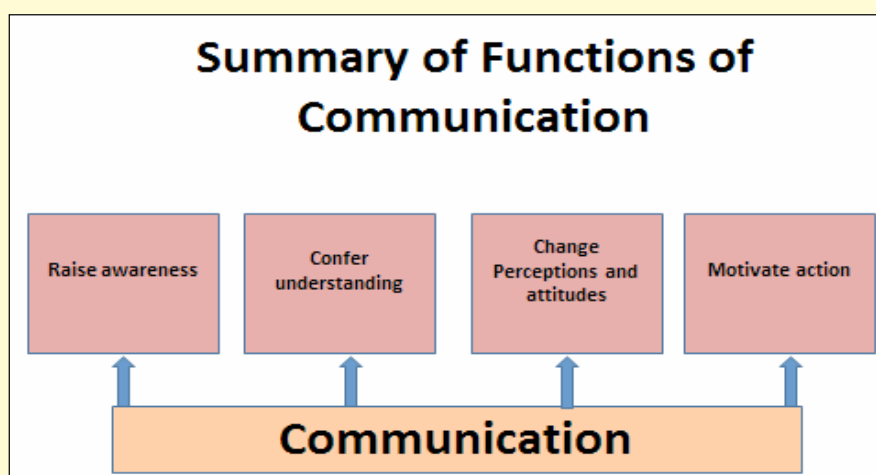 Summary of Functions of
Communication
Raise awareness
Confer
understanding
Change
Perceptions and
attitudes
Motivate action
Communication